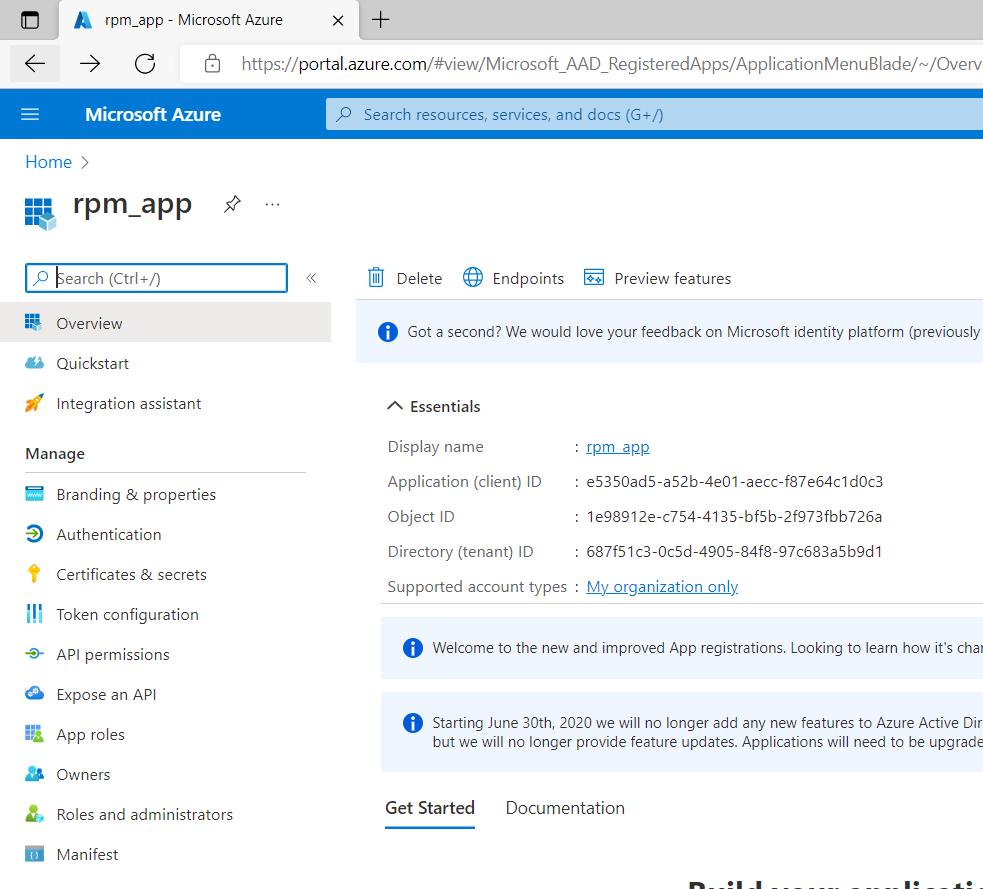 rpm_app - Microsoft Azure
https://portal.azure.com/#view/Microsoft_AAD_RegisteredApps/ApplicationMenuBlade/~/Overv
Microsoft Azure
Search resources, services, and docs (G+/)
Home
rpm_app
...
Search (Ctrl+/)
«
Delete
Endpoints
Preview features
Overview
Quickstart
Integration assistant
Manage
Branding & properties
Authentication
Certificates & secrets
Token configuration
API permissions
Expose an API
App roles
Owners
Roles and administrators
Manifest
Got a second? We would love your feedback on Microsoft identity platform (previously
Essentials
Display name : rpm_app
Application (client) ID : e5350ad5-a52b-4e01-aecc-f87e64c1d0c3
Object ID : 1e98912e-c754-4135-bf5b-2f973fbb726a
Directory (tenant) ID : 687f51c3-0c5d-4905-84f8-97c683a5b9d1
Supported account types : My organization only
Welcome to the new and improved App registrations. Looking to learn how it's
Starting June 30th, 2020 we will no longer add any new features to Azure Active
but we will no longer provide feature updates. Applications will need to be
Get Started
Documentation
Build your